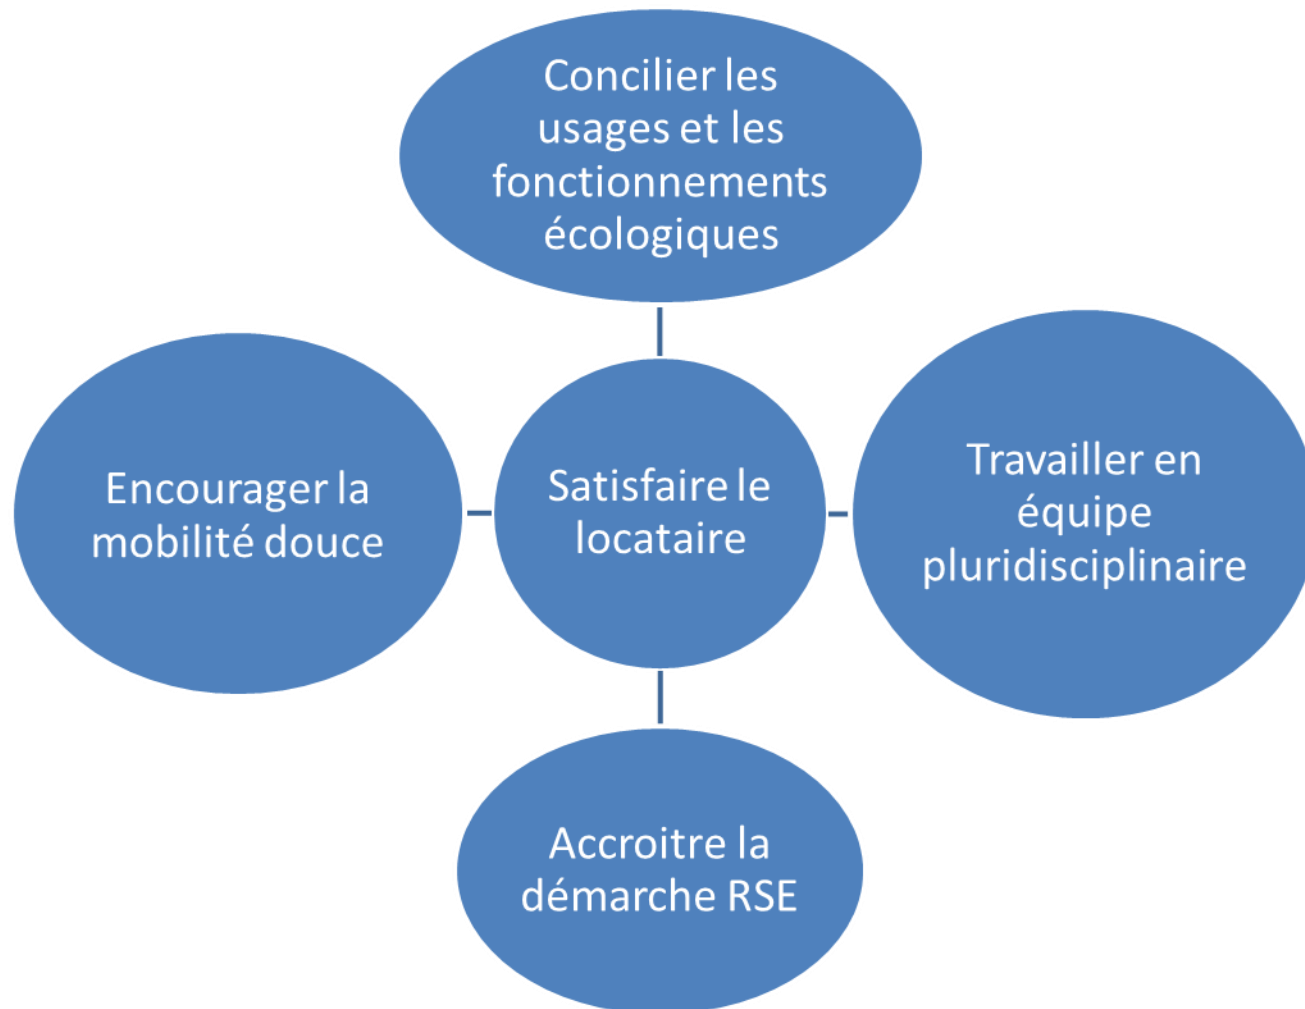 Concilier les
usages et les
fonctionnements
écologiques
Encourager la
mobilité douce
Satisfaire le
locataire
Travailler en
équipe
pluridisciplinaire
Accroitre la
démarche RSE